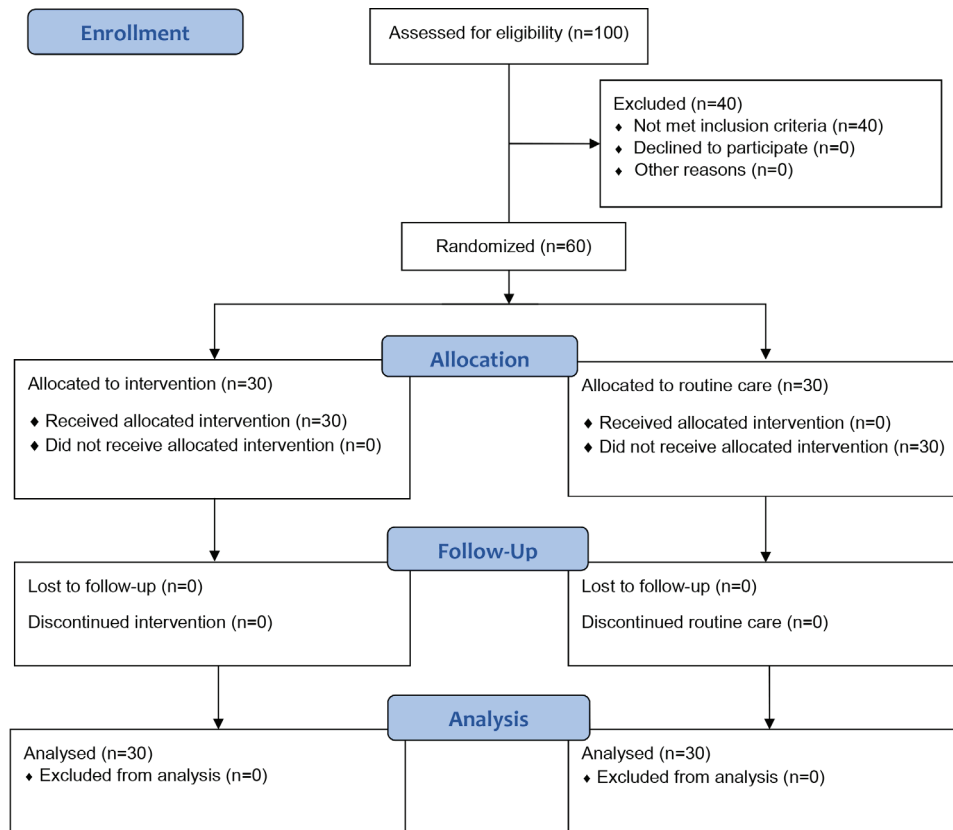 Enrollment
Assessed for eligibility (n=100)
Excluded (n=40)
♦ Not met inclusion criteria (n=40)
♦ Declined to participate (n=0)
♦ Other reasons (n=0)
Randomized (n=60)
Allocation
Allocated to intervention (n=30)
♦ Received allocated intervention (n=30)
♦ Did not receive allocated intervention (n=0)
Allocated to routine care (n=30)
♦ Received allocated intervention (n=0)
♦ Did not receive allocated intervention (n=30)
Follow-Up
Lost to follow-up (n=0)
Discontinued intervention (n=0)
Lost to follow-up (n=0)
Discontinued routine care (n=0)
Analysis
Analysed (n=30)
♦ Excluded from analysis (n=0)
Analysed (n=30)
♦ Excluded from analysis (n=0)